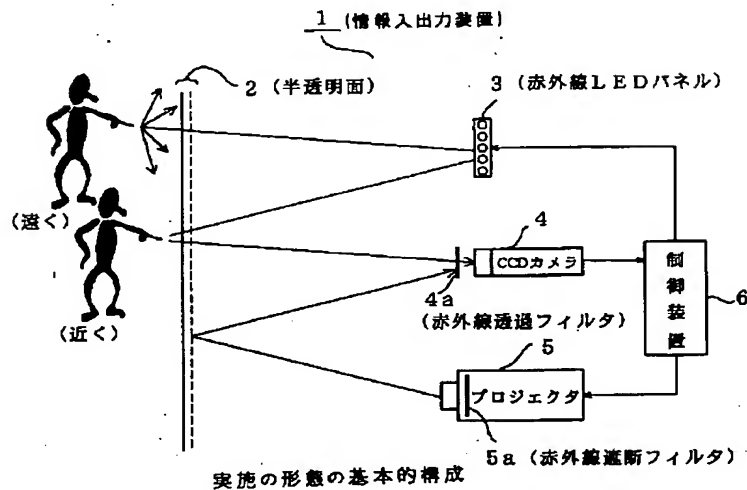 1 (情報入出力装置)
2 (半透明面)
3 (赤外線LEDパネル)
(遠く)
4
CCDカメラ
4a
(赤外線透過フィルタ)
制御装置
6
(近く)
5
プロジェクタ
5a (赤外線遮断フィルタ)
実施の形態の基本的構成